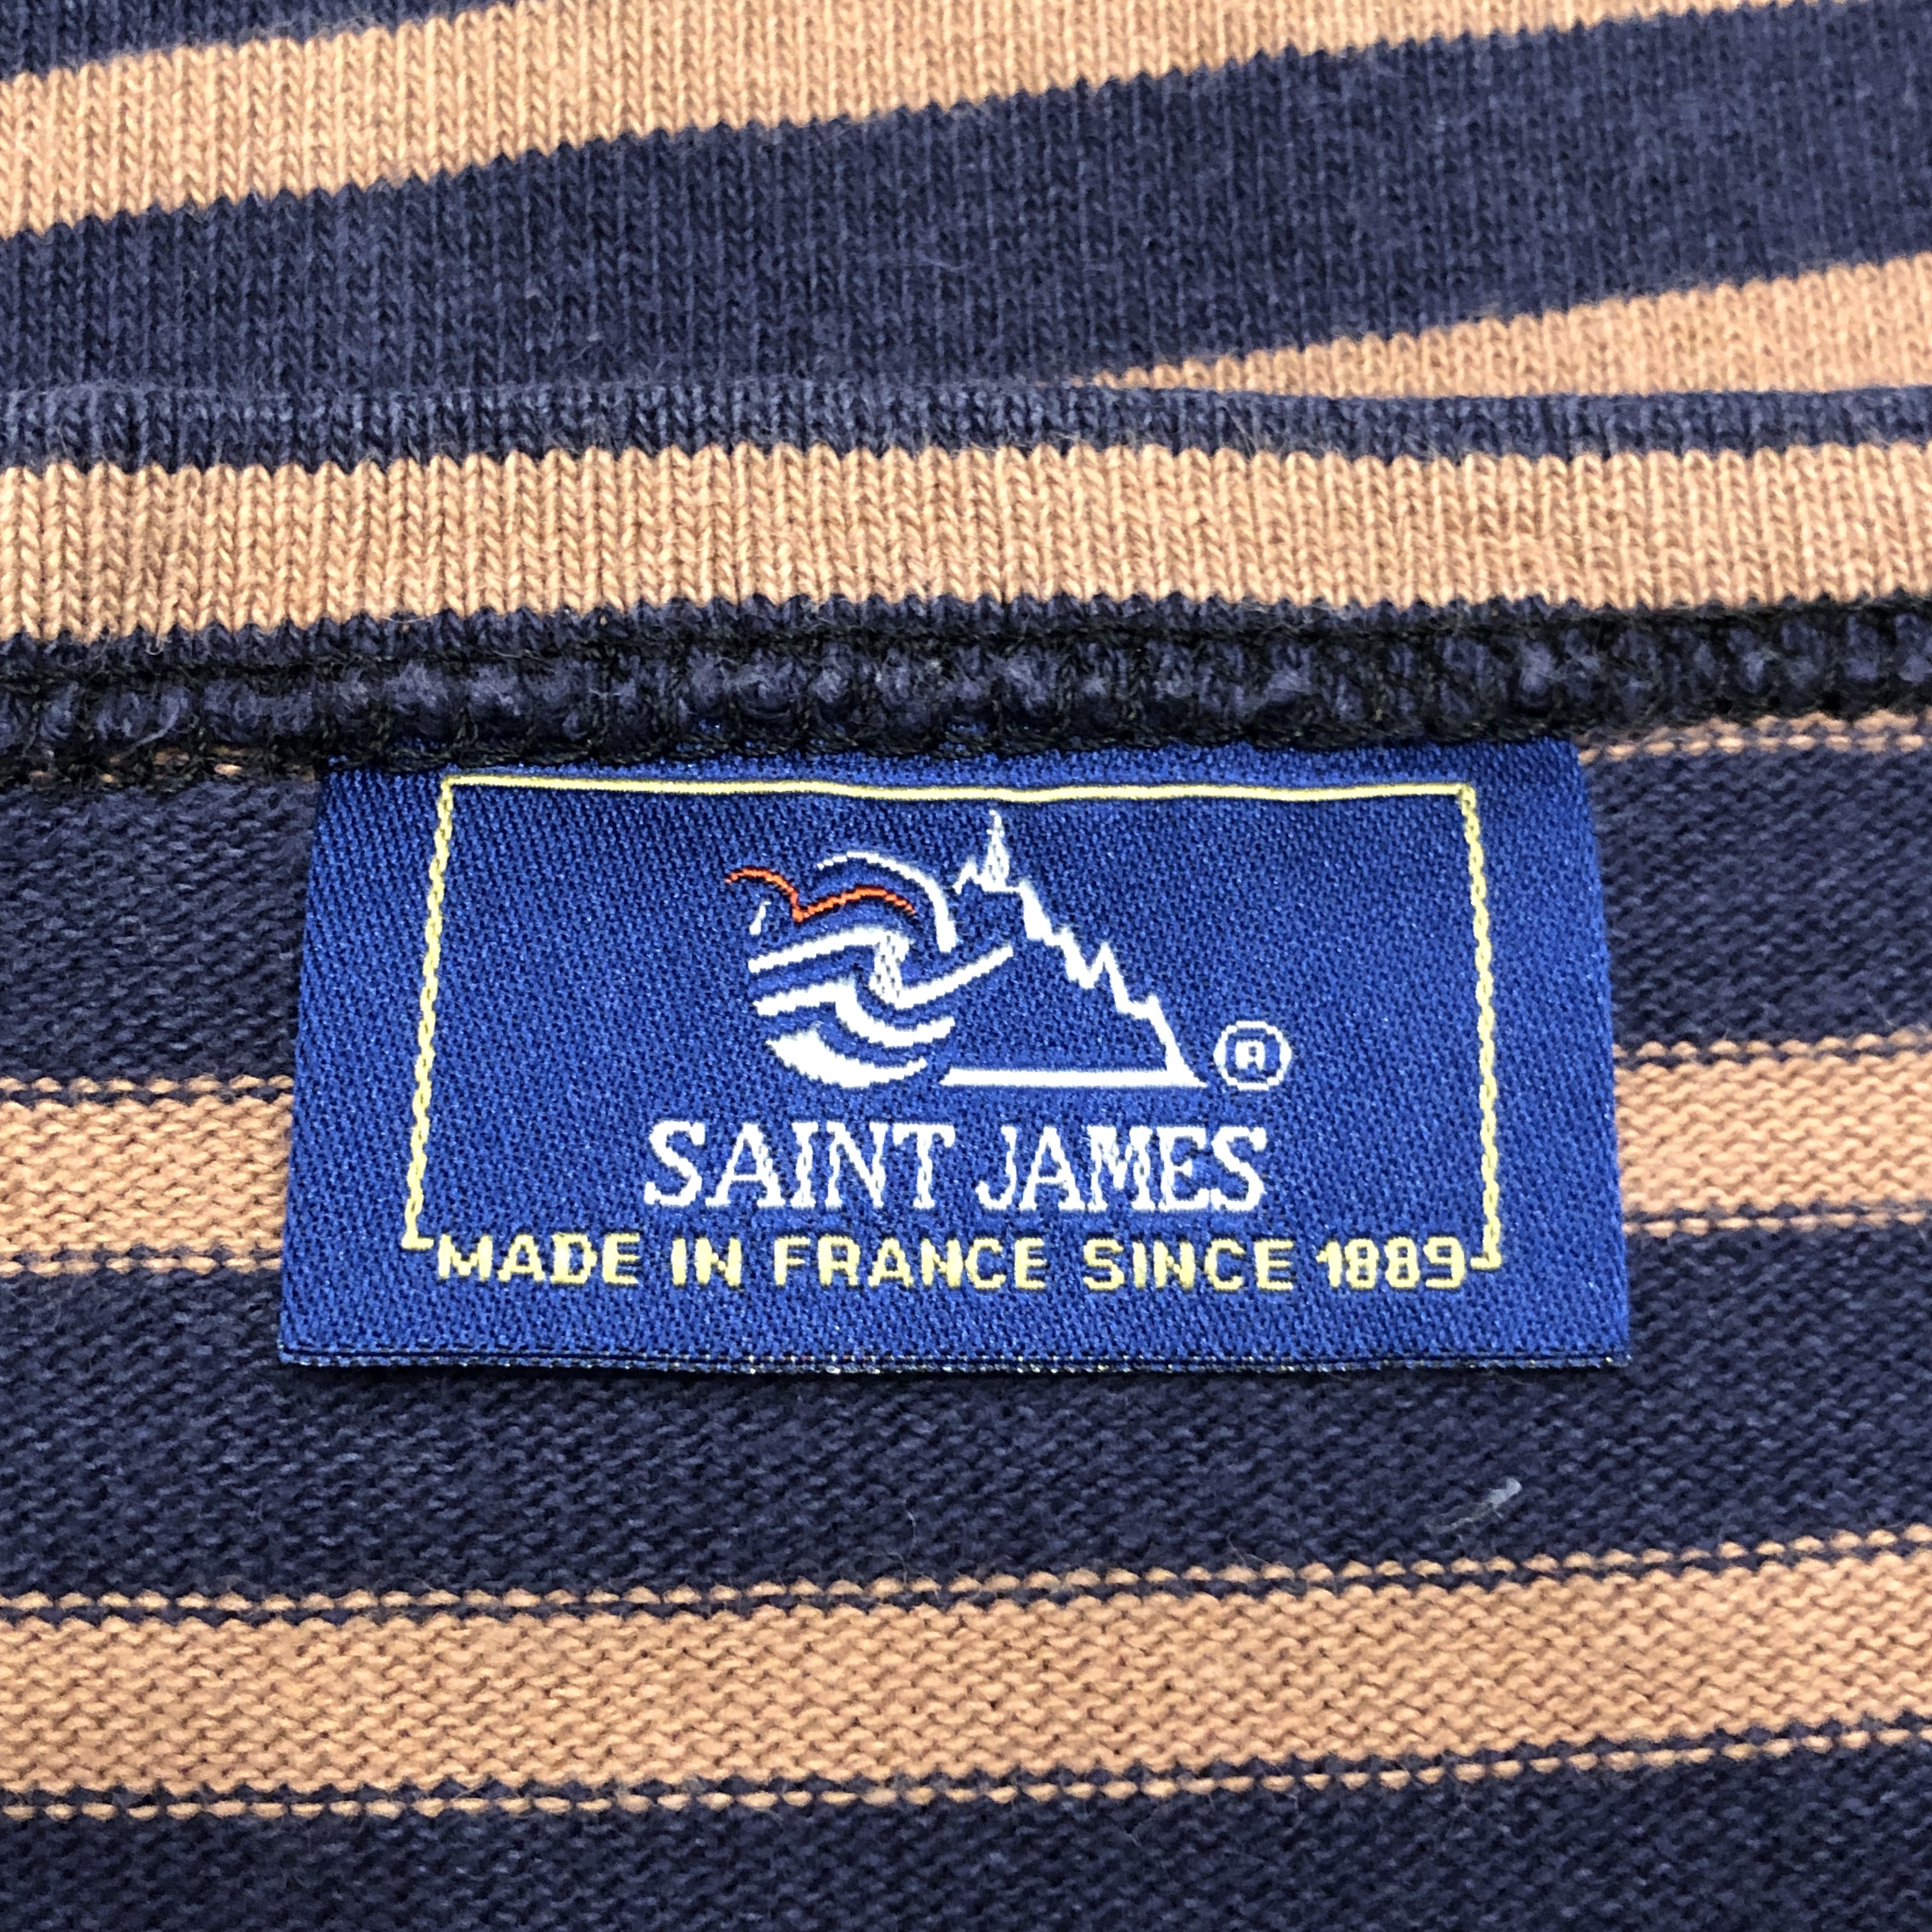 ®
SAINT JAMES
MADE IN FRANCE SINCE 1889